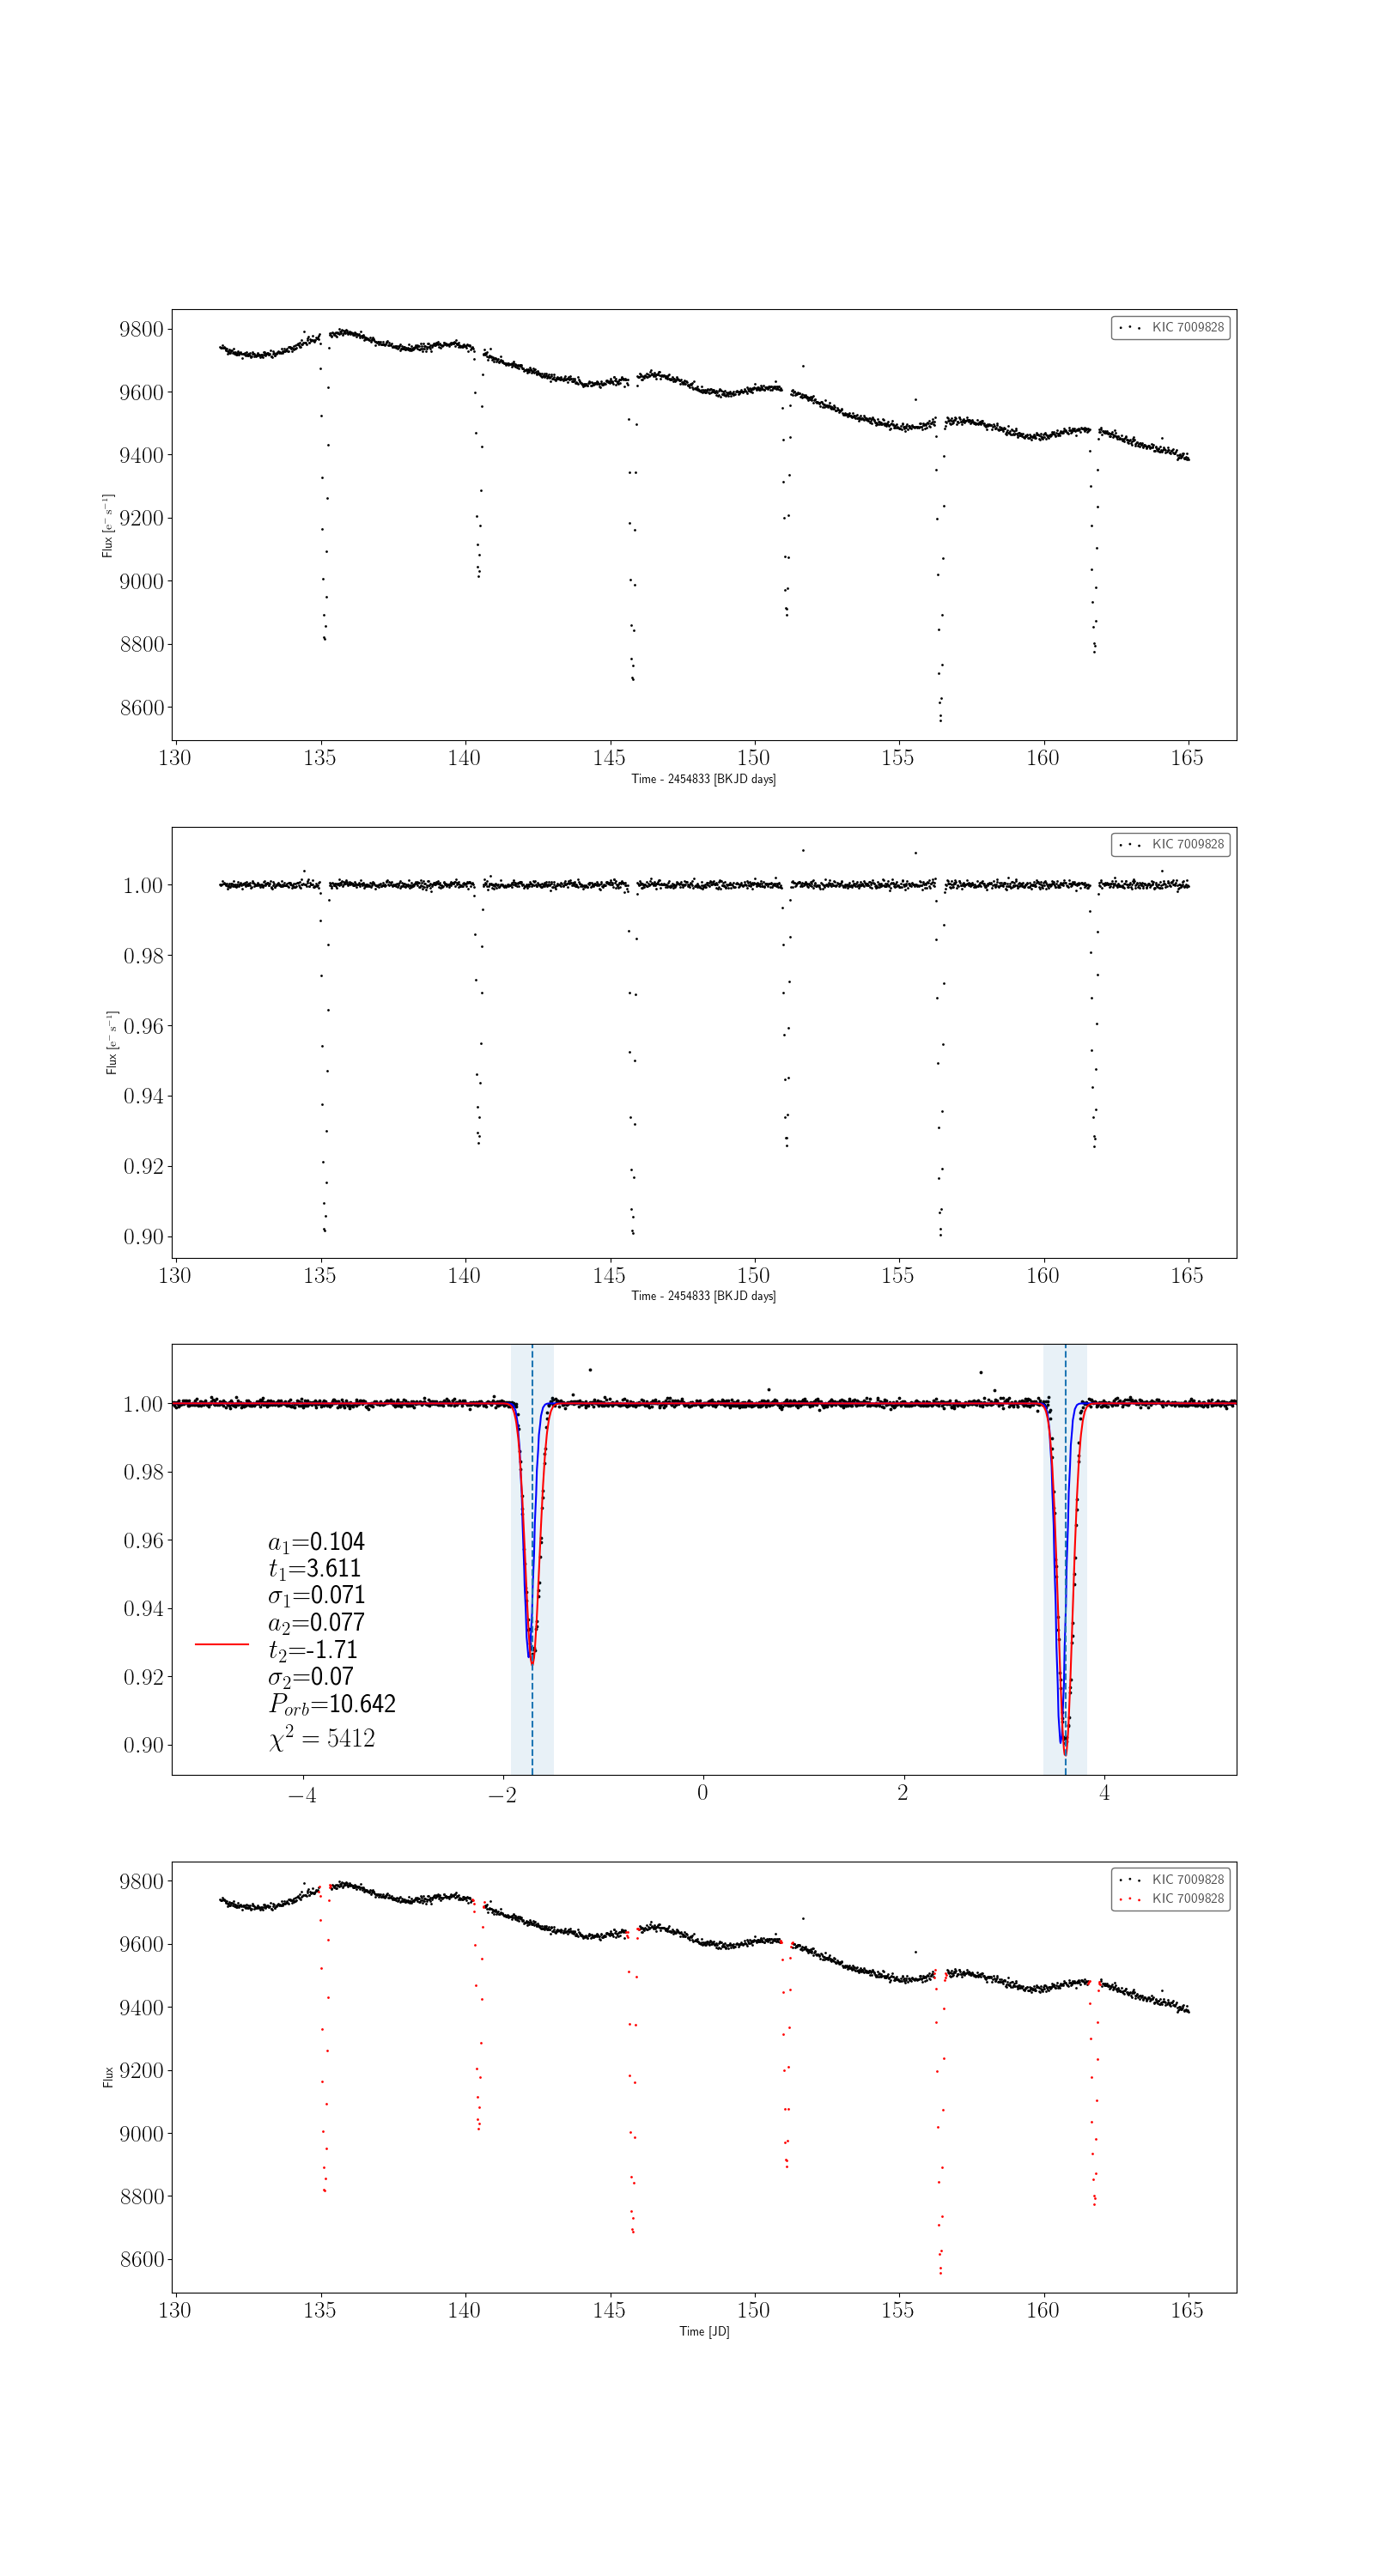 9800
9600
9400
9200
9000
8800
8600
Flux [e⁻ s⁻¹]
KIC 7009828
130 135 140 145 150 155 160 165
Time - 2454833 [BKJD days]
1.00
0.98
0.96
0.94
0.92
0.90
Flux [e⁻ s⁻¹]
KIC 7009828
130 135 140 145 150 155 160 165
Time - 2454833 [BKJD days]
1.00
0.98
0.96
0.94
0.92
0.90
a₁=0.104
t₁=3.611
σ₁=0.071
a₂=0.077
t₂=-1.71
σ₂=0.07
P_orb=10.642
χ² = 5412
−4 −2 0 2 4
9800
9600
9400
9200
9000
8800
8600
Flux
KIC 7009828
KIC 7009828
130 135 140 145 150 155 160 165
Time [JD]